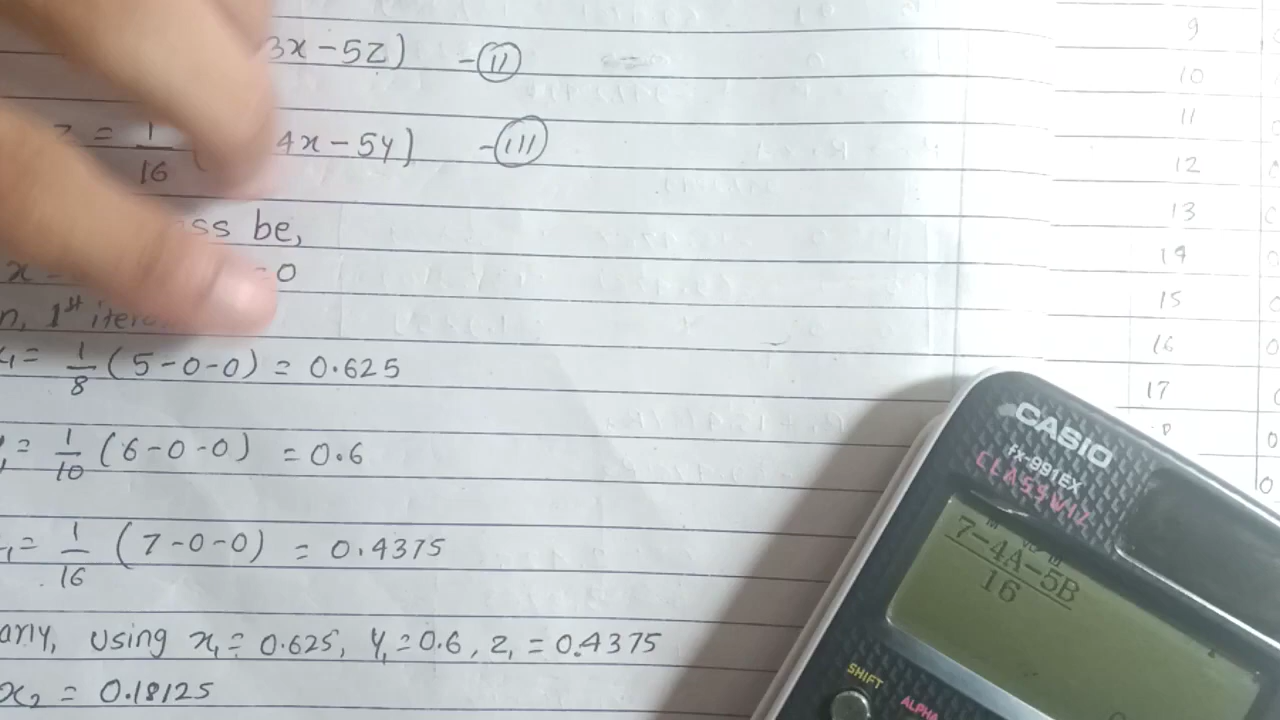 3x-5z) -(II)
z = 1/16 ( 4x-5y) -(III)
be,
x =0
1st
= 1/8 (5-0-0) = 0.625
= 1/10 (6-0-0) = 0.6
= 1/16 (7-0-0) = 0.4375
using x₁= 0.625, y₁=0.6, z₁=0.4375
x₂ = 0.18125
9
10
11
12
13
14
15
16
17
CASIO
fx-991EX
CLASSWIZ
7-4A-5B
16
SHIFT
ALPHA